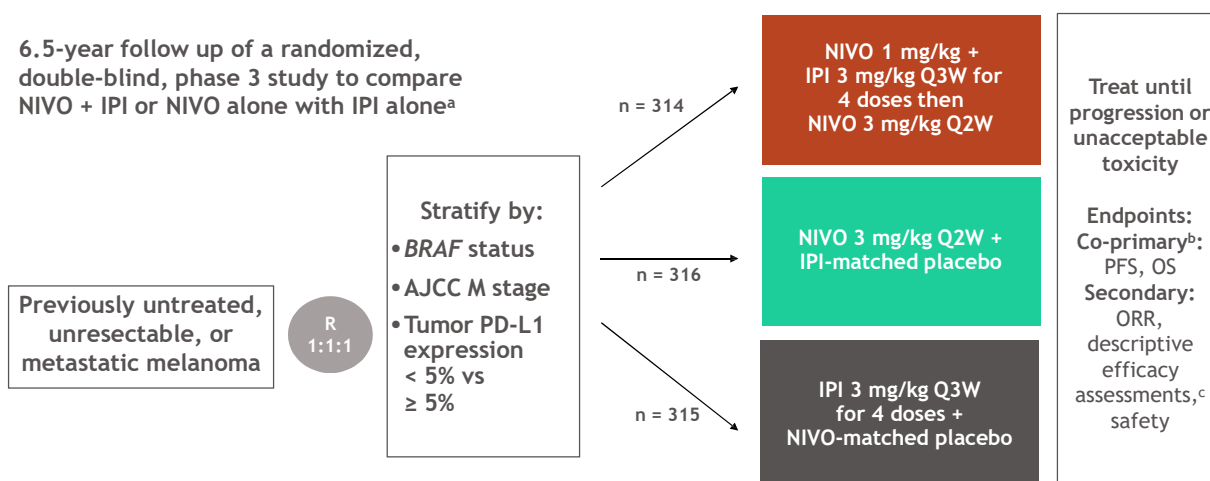 6.5-year follow up of a randomized,
double-blind, phase 3 study to compare
NIVO + IPI or NIVO alone with IPI aloneᵃ
Previously untreated,
unresectable, or
metastatic melanoma
R
1:1:1
Stratify by:
• BRAF status
• AJCC M stage
• Tumor PD-L1
expression
< 5% vs
≥ 5%
n = 314
n = 316
n = 315
NIVO 1 mg/kg +
IPI 3 mg/kg Q3W for
4 doses then
NIVO 3 mg/kg Q2W
NIVO 3 mg/kg Q2W +
IPI-matched placebo
IPI 3 mg/kg Q3W
for 4 doses +
NIVO-matched placebo
Treat until
progression or
unacceptable
toxicity
Endpoints:
Co-primaryᵇ:
PFS, OS
Secondary:
ORR,
descriptive
efficacy
assessments,ᶜ
safety